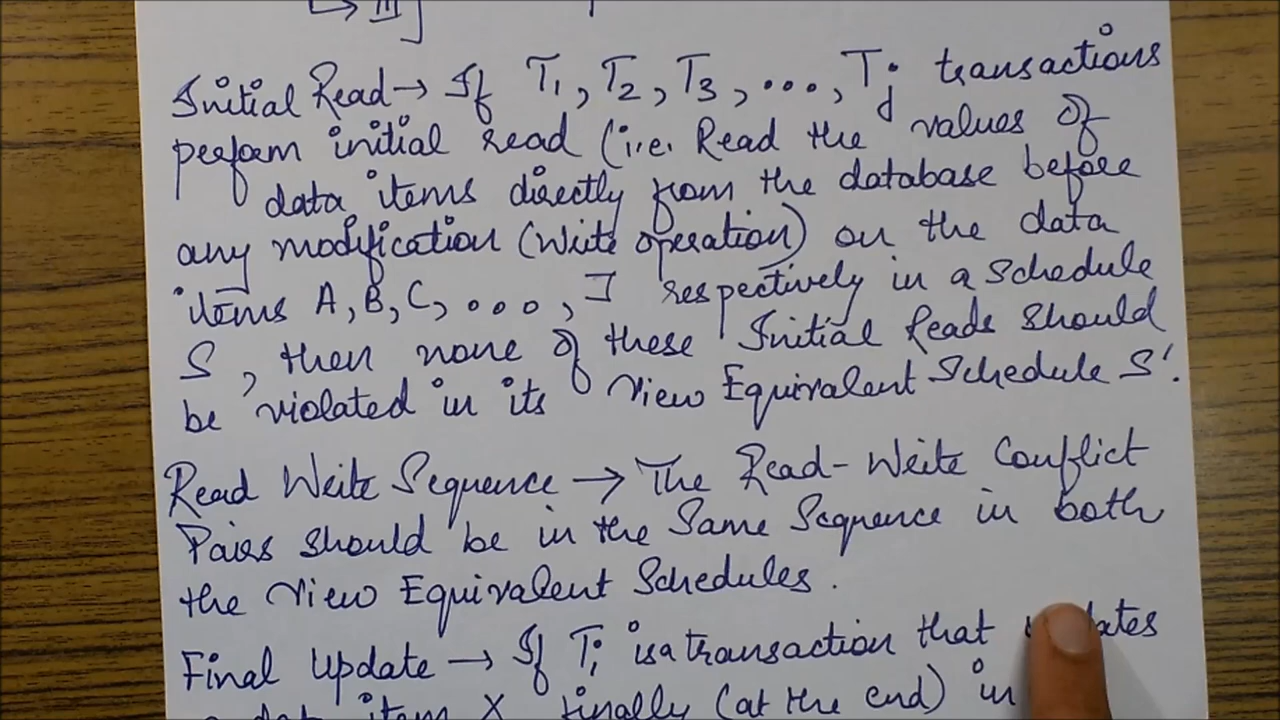 → III]
Initial Read → If T1, T2, T3, ..., Tj transactions
perform initial read (i.e. Read the values of
data items directly from the database before
any modification (Write operation) on the data
items A, B, C, ...., J respectively in a Schedule
S, then none of these Initial Reads should
be violated in its View Equivalent Schedule S'.
Read Write Sequence → The Read-Write Conflict
Pairs should be in the Same Sequence in both
the View Equivalent Schedules.
Final Update → If Ti is a transaction that
item X finally (at the end) in